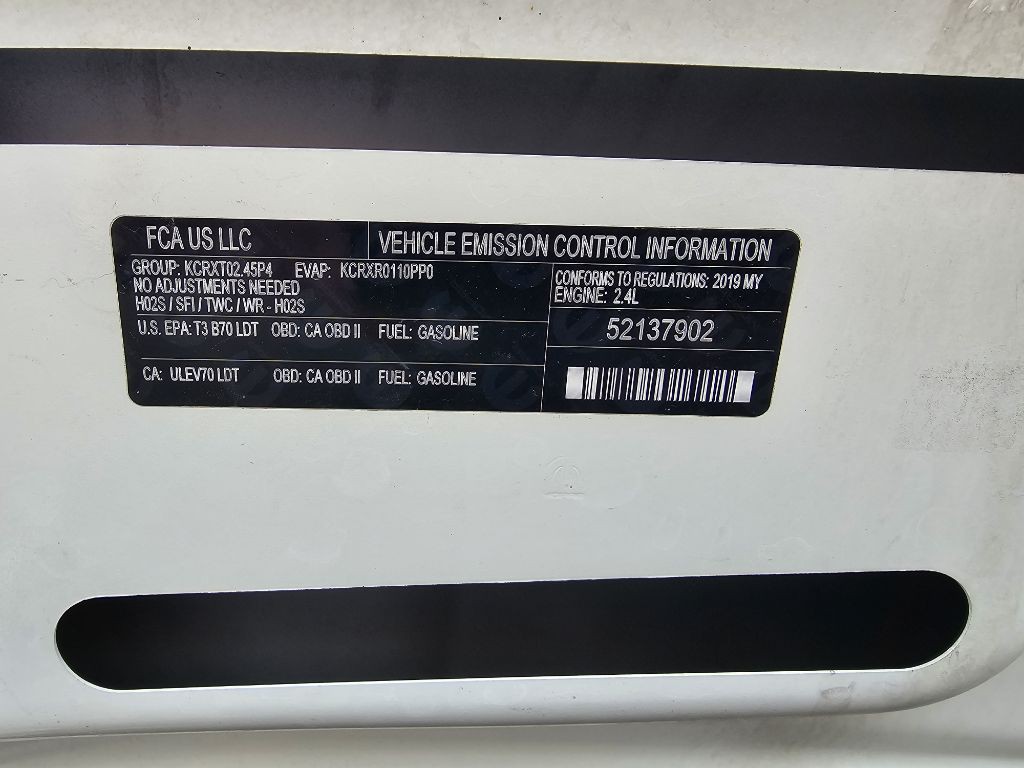 FCA US LLC
VEHICLE EMISSION CONTROL INFORMATION
GROUP: KCRXT02.45P4 EVAP: KCRXR0110PP0
NO ADJUSTMENTS NEEDED
H02S / SFI / TWC / WR - H02S
CONFORMS TO REGULATIONS: 2019 MY
ENGINE: 2.4L
U.S. EPA: T3 B70 LDT OBD: CA OBD II FUEL: GASOLINE
52137902
CA: ULEV70 LDT OBD: CA OBD II FUEL: GASOLINE